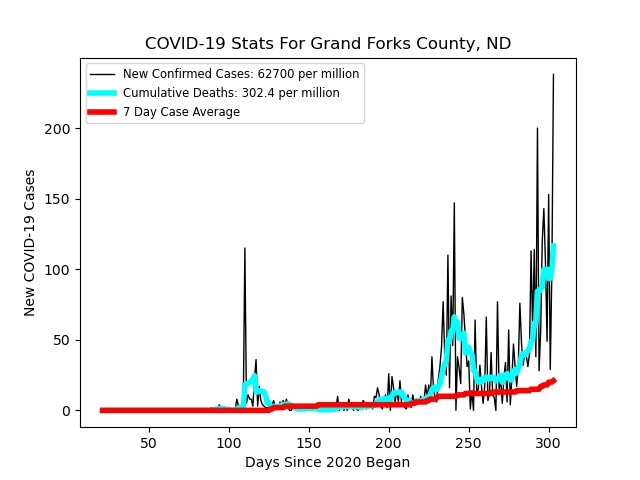 COVID-19 Stats For Grand Forks County, ND
New Confirmed Cases: 62700 per million
Cumulative Deaths: 302.4 per million
7 Day Case Average
New COVID-19 Cases
200
150
100
50
0
50 100 150 200 250 300
Days Since 2020 Began